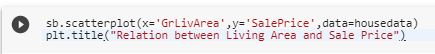 sb.scatterplot(x='GrLivArea',y='SalePrice',data=housedata)
plt.title("Relation between Living Area and Sale Price")